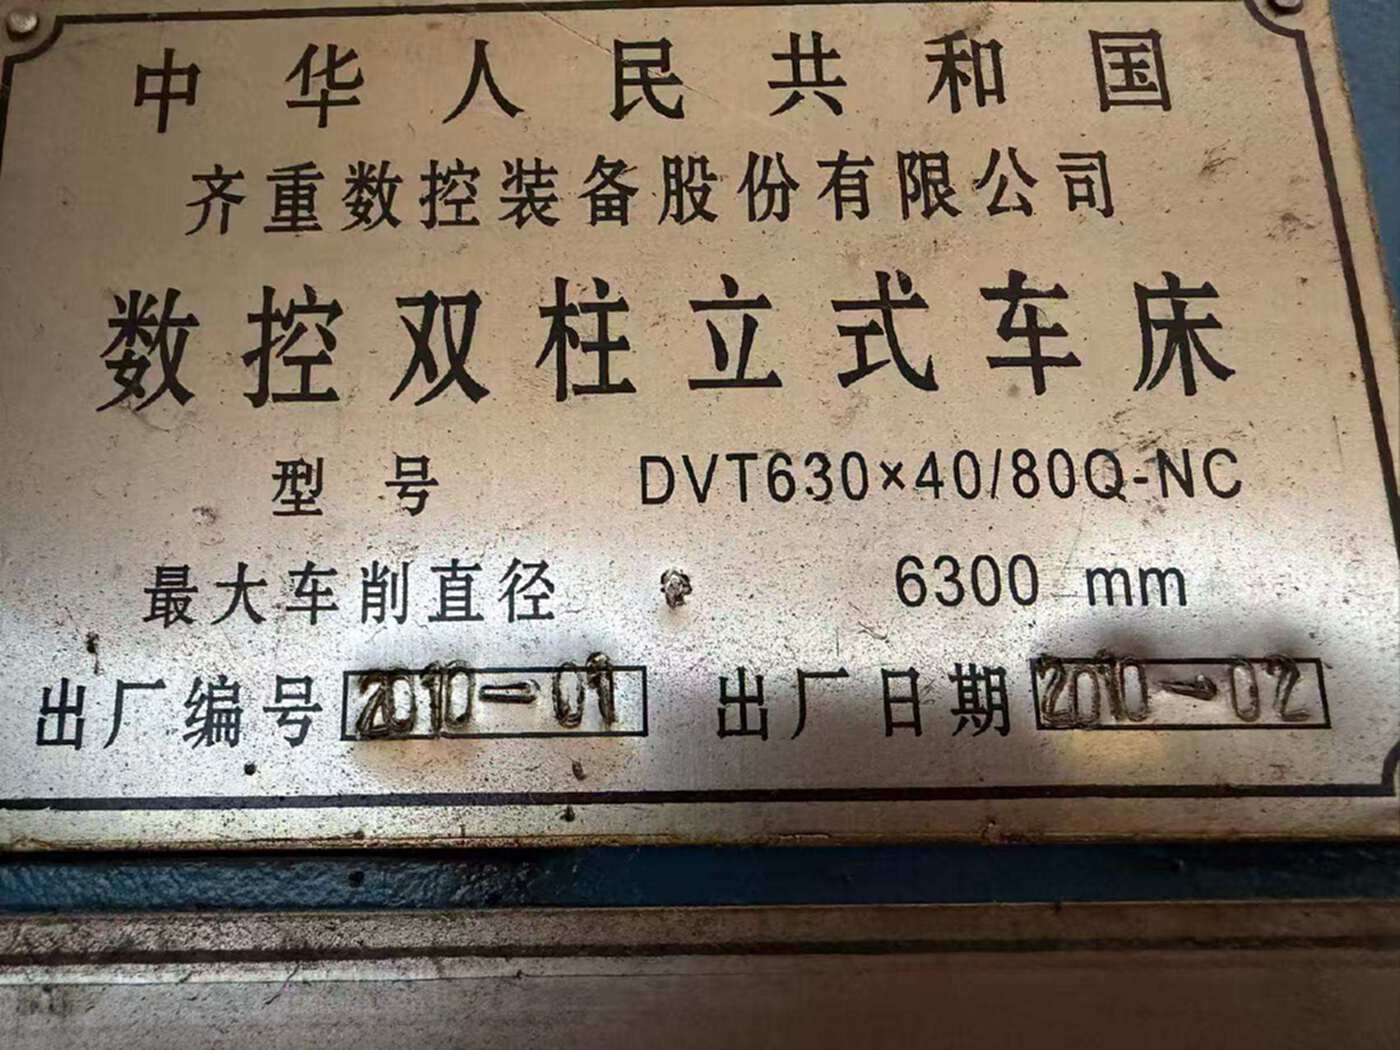 中华人民共和国
齐重数控装备股份有限公司
数控双柱立式车床
型号 DVT630×40/80Q-NC
最大车削直径 6300 mm
出厂编号 2010-01 出厂日期 2010-02